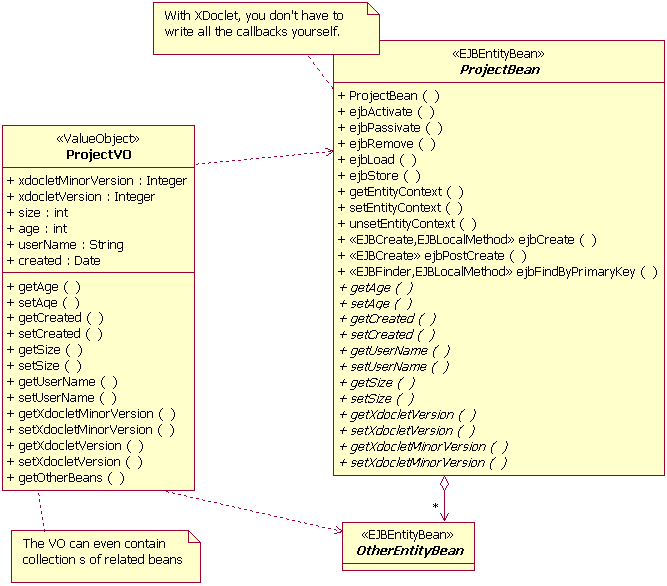 With XDoclet, you don't have to
write all the callbacks yourself.
«EJBEntityBean»
ProjectBean
+ ProjectBean ( )
+ ejbActivate ( )
+ ejbPassivate ( )
+ ejbRemove ( )
+ ejbLoad ( )
+ ejbStore ( )
+ getEntityContext ( )
+ setEntityContext ( )
+ unsetEntityContext ( )
+ «EJBCreate,EJBLocalMethod» ejbCreate ( )
+ «EJBCreate» ejbPostCreate ( )
+ «EJBFinder,EJBLocalMethod» ejbFindByPrimaryKey ( )
+ getAge ( )
+ setAge ( )
+ getCreated ( )
+ setCreated ( )
+ getUserName ( )
+ setUserName ( )
+ getSize ( )
+ setSize ( )
+ getXdocletVersion ( )
+ setXdocletVersion ( )
+ getXdocletMinorVersion ( )
+ setXdocletMinorVersion ( )
«ValueObject»
ProjectVO
+ xdocletMinorVersion : Integer
+ xdocletVersion : Integer
+ size : int
+ age : int
+ userName : String
+ created : Date
+ getAge ( )
+ setAge ( )
+ getCreated ( )
+ setCreated ( )
+ getSize ( )
+ setSize ( )
+ getUserName ( )
+ setUserName ( )
+ getXdocletMinorVersion ( )
+ setXdocletMinorVersion ( )
+ getXdocletVersion ( )
+ setXdocletVersion ( )
+ getOtherBeans ( )
*
«EJBEntityBean»
OtherEntityBean
The VO can even contain
collection s of related beans